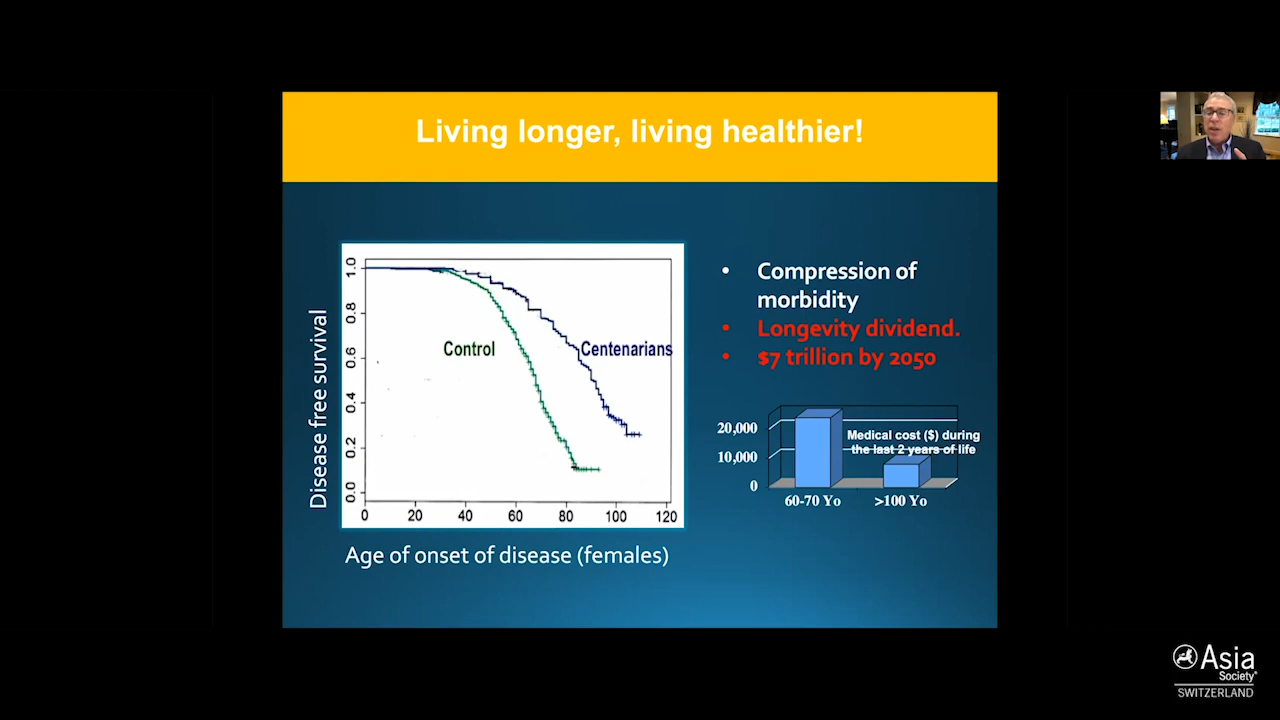 Living longer, living healthier!
Disease free survival
1.0
0.8
0.6
0.4
0.2
0.0
Control
Centenarians
0 20 40 60 80 100 120
Age of onset of disease (females)
• Compression of
morbidity
• Longevity dividend.
• $7 trillion by 2050
20,000
10,000
0
Medical cost ($) during
the last 2 years of life
60-70 Yo >100 Yo
Asia
Society
SWITZERLAND